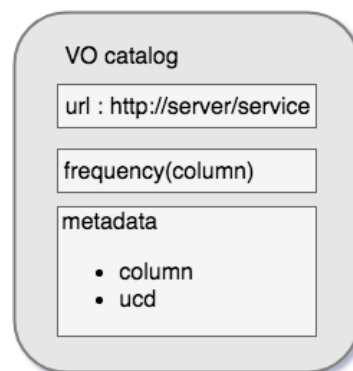 VO catalog
url : http://server/service
frequency(column)
metadata
• column
• ucd